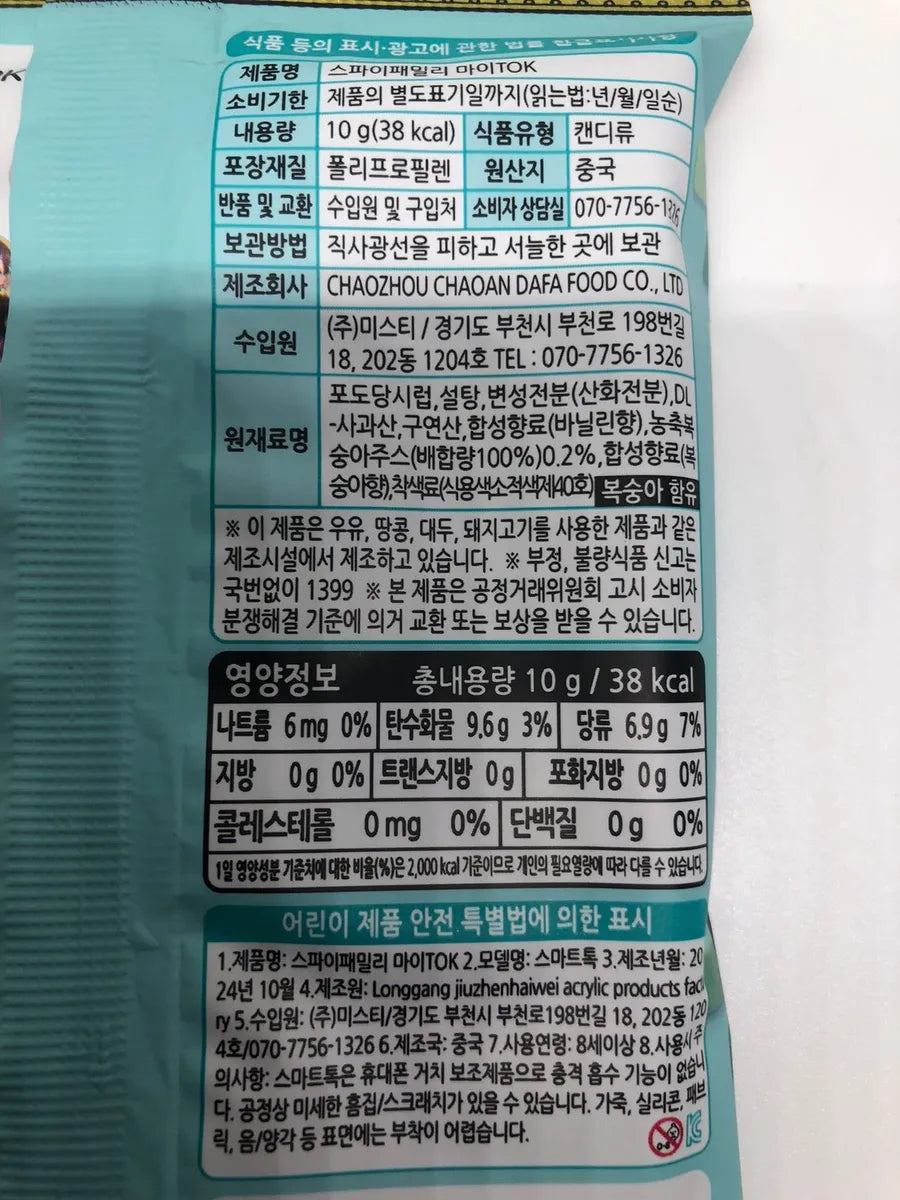 식품 등의 표시·광고에 관한 법률
제품명 스파이패밀리 마이TOK
소비기한 제품의 별도표기일까지(읽는법:년/월/일순)
내용량 10 g(38 kcal) 식품유형 캔디류
포장재질 폴리프로필렌 원산지 중국
반품 및 교환 수입원 및 구입처 소비자 상담실 070-7756-1326
보관방법 직사광선을 피하고 서늘한 곳에 보관
제조회사 CHAOZHOU CHAOAN DAFA FOOD CO., LTD
수입원 (주)미스티 / 경기도 부천시 부천로 198번길
18, 202동 1204호 TEL : 070-7756-1326
원재료명 포도당시럽,설탕,변성전분(산화전분),DL
-사과산,구연산,합성향료(바닐린향),농축복
숭아주스(배합량100%)0.2%,합성향료(복
숭아향),착색료(식용색소적색제40호) 복숭아 함유
※ 이 제품은 우유, 땅콩, 대두, 돼지고기를 사용한 제품과 같은
제조시설에서 제조하고 있습니다. ※ 부정, 불량식품 신고는
국번없이 1399 ※ 본 제품은 공정거래위원회 고시 소비자
분쟁해결 기준에 의거 교환 또는 보상을 받을 수 있습니다.
영양정보 총내용량 10 g / 38 kcal
나트륨 6 mg 0% 탄수화물 9.6 g 3% 당류 6.9 g 7%
지방 0 g 0% 트랜스지방 0 g 포화지방 0 g 0%
콜레스테롤 0 mg 0% 단백질 0 g 0%
1일 영양성분 기준치에 대한 비율(%)은 2,000 kcal 기준이므로 개인의 필요 열량에 따라 다를 수 있습니다.
어린이 제품 안전 특별법에 의한 표시
1.제품명: 스파이패밀리 마이TOK 2.모델명: 스마트톡 3.제조년월: 20
24년 10월 4.제조원: Longgang jiuzhenhaiwei acrylic products facto
ry 5.수입원: (주)미스티/경기도 부천시 부천로198번길 18, 202동 120
4호/070-7756-1326 6.제조국: 중국 7.사용연령: 8세이상 8.사용시 주
의사항: 스마트톡은 휴대폰 거치 보조제품으로 충격 흡수 기능이 없습니
다. 공정상 미세한 흠집/스크래치가 있을 수 있습니다. 가죽, 실리콘, 패브
릭, 음/양각 등 표면에는 부착이 어렵습니다.